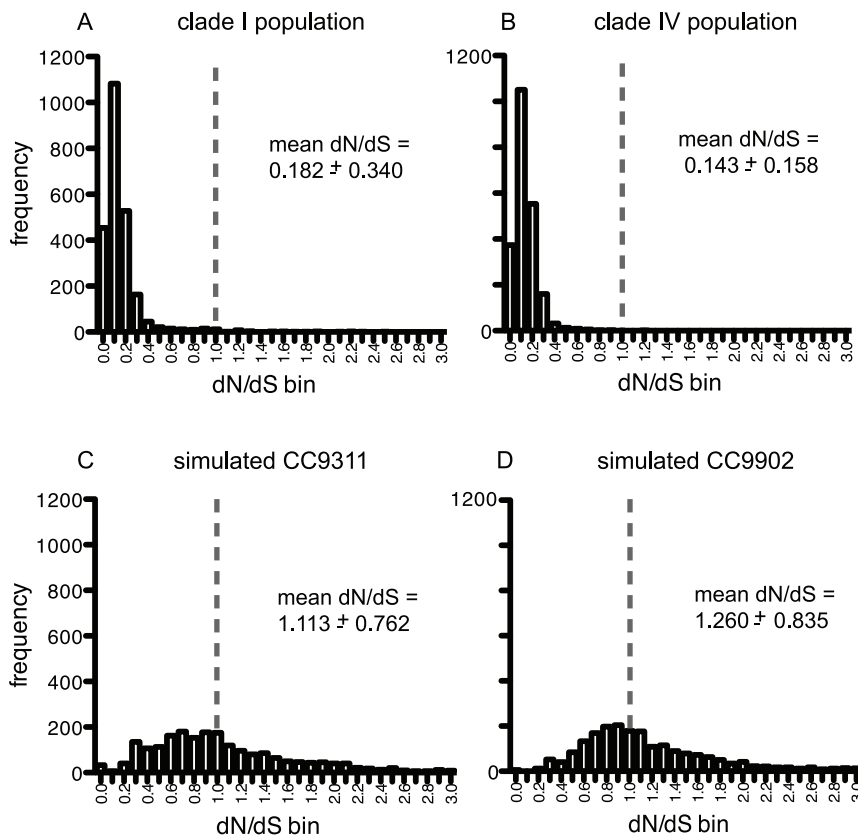 A clade I population
1200
1000
800
600
400
200
0
frequency
mean dN/dS =
0.182 ± 0.340
0.0 0.2 0.4 0.6 0.8 1.0 1.2 1.4 1.6 1.8 2.0 2.2 2.4 2.6 2.8 3.0
dN/dS bin
B clade IV population
1200
0
mean dN/dS =
0.143 ± 0.158
0.0 0.2 0.4 0.6 0.8 1.0 1.2 1.4 1.6 1.8 2.0 2.2 2.4 2.6 2.8 3.0
dN/dS bin
C simulated CC9311
1200
1000
800
600
400
200
0
frequency
mean dN/dS =
1.113 ± 0.762
0.0 0.2 0.4 0.6 0.8 1.0 1.2 1.4 1.6 1.8 2.0 2.2 2.4 2.6 2.8 3.0
dN/dS bin
D simulated CC9902
1200
0
mean dN/dS =
1.260 ± 0.835
0.0 0.2 0.4 0.6 0.8 1.0 1.2 1.4 1.6 1.8 2.0 2.2 2.4 2.6 2.8 3.0
dN/dS bin